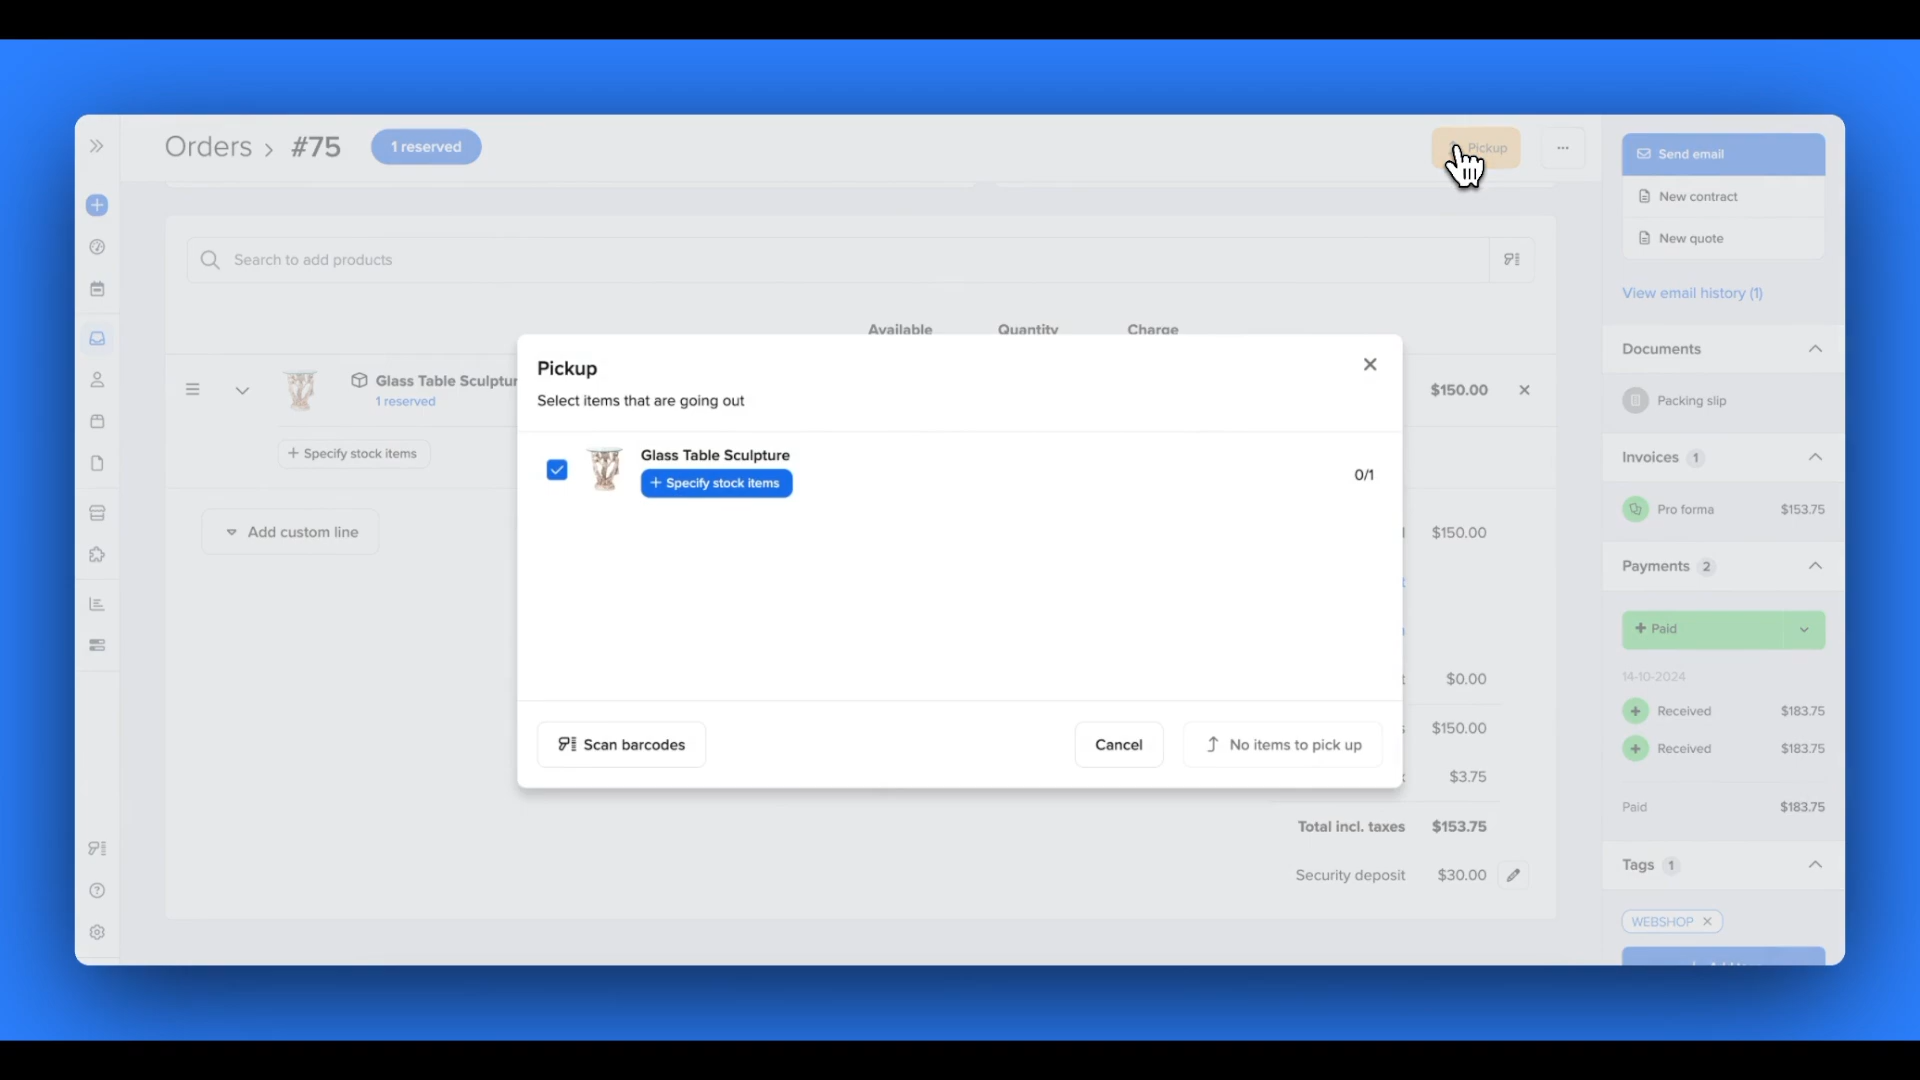 Orders > #75
1 reserved
Pickup
...
Search to add products
Available
Quantity
Charge
Glass Table Sculptur
1 reserved
$150.00
+ Specify stock items
Add custom line
Pickup
Select items that are going out
Glass Table Sculpture
+ Specify stock items
0/1
Scan barcodes
Cancel
No items to pick up
$150.00
$0.00
$150.00
$3.75
Total incl. taxes $153.75
Security deposit $30.00
Send email
New contract
New quote
View email history (1)
Documents
Packing slip
Invoices 1
Pro forma $153.75
Payments 2
+ Paid
14-10-2024
Received $183.75
Received $183.75
Paid $183.75
Tags 1
WEBSHOP